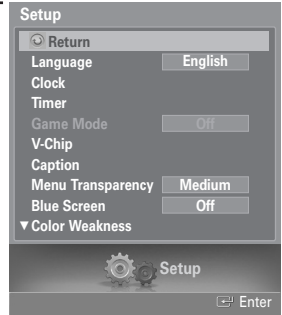 Setup
Return
Language English
Clock
Timer
Game Mode Off
V-Chip
Caption
Menu Transparency Medium
Blue Screen Off
▼ Color Weakness
Setup
Enter